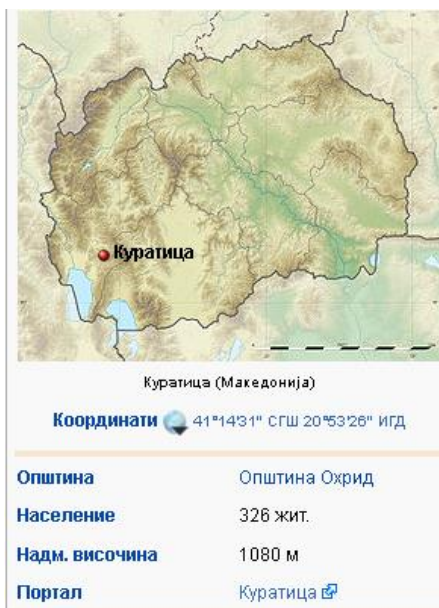 Куратица
Куратица (Македонија)
Координати 41°14′31″ СГШ 20°53′26″ ИГД
Општина Општина Охрид
Население 326 жит.
Надм. височина 1080 м
Портал Куратица